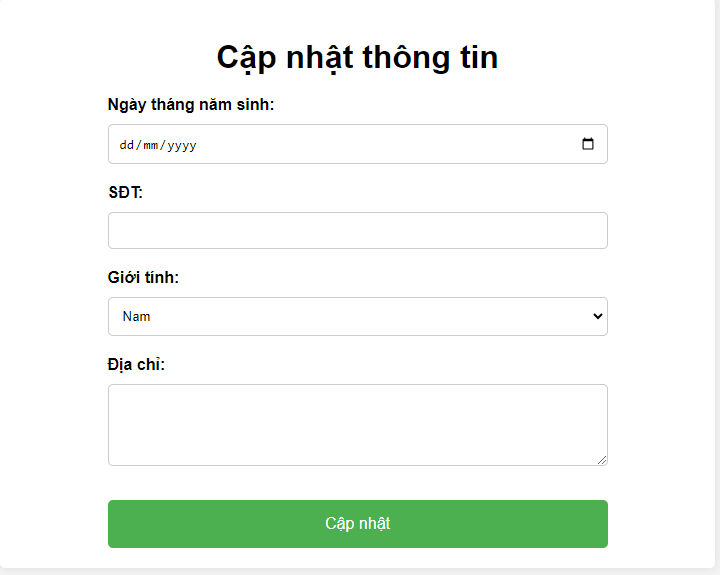 Cập nhật thông tin
Ngày tháng năm sinh:
dd/mm/yyyy
SĐT:
Giới tính:
Nam
Địa chỉ:
Cập nhật